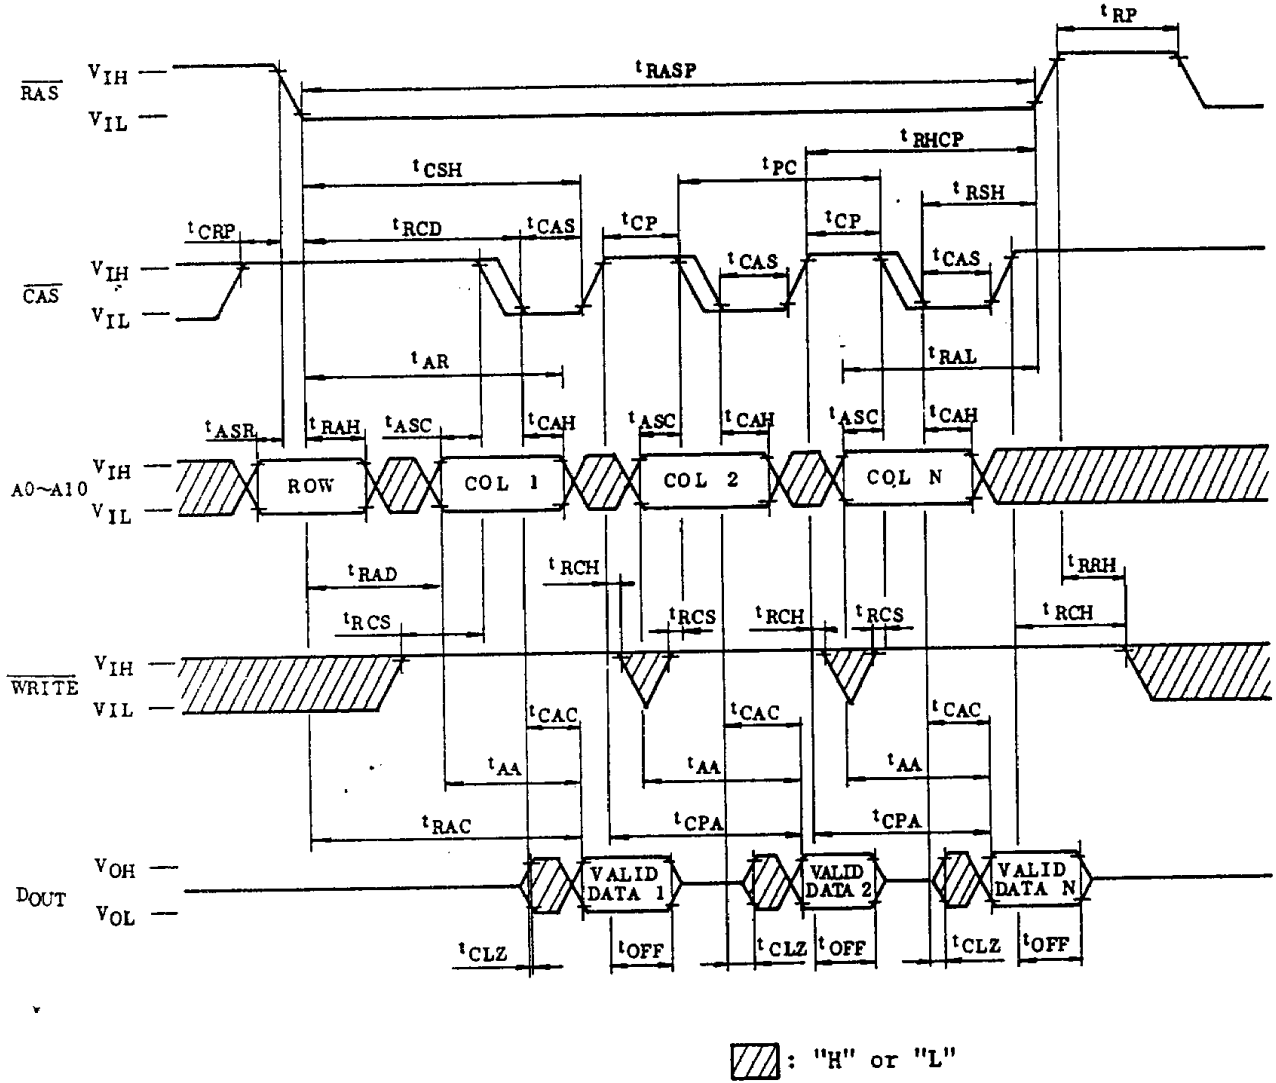 tRP
tRASP
RAS VIH
VIL
tRHCP
tCSH tPC
tRSH
tCRP tRCD tCAS tCP tCP
tCAS tCAS
CAS VIH
VIL
tAR tRAL
tASR tRAH tASC tCAH tASC tCAH tASC tCAH
A0~A10 VIH
VIL
ROW COL 1 COL 2 COL N
tRAD tRCH tRRH
tRCS tRCS tRCH tRCS tRCH
WRITE VIH
VIL
tCAC tCAC tCAC
tAA tAA tAA
tRAC tCPA tCPA
DOUT VOH
VOL
VALID DATA 1 VALID DATA 2 VALID DATA N
tCLZ tOFF tCLZ tOFF tCLZ tOFF
: "H" or "L"